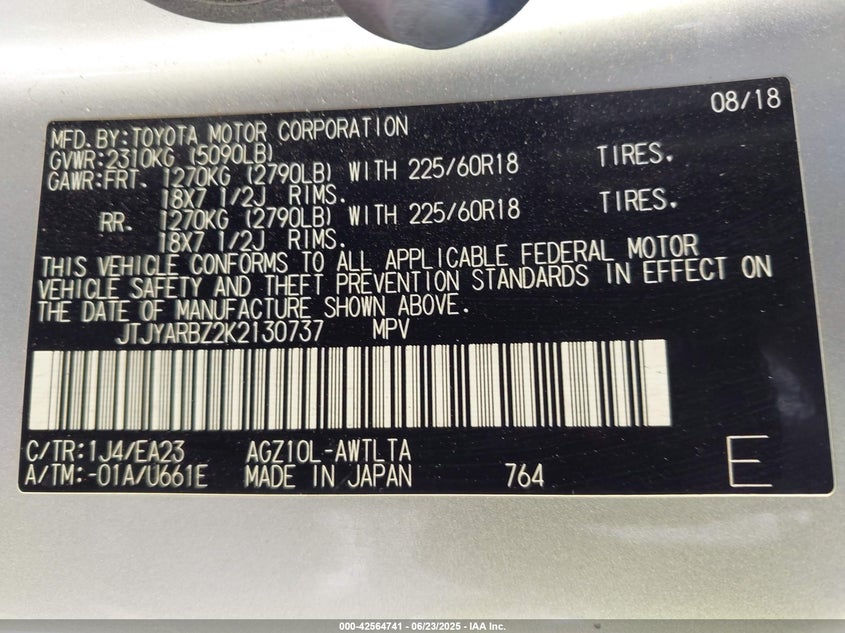 08/18
MFD.BY:TOYOTA MOTOR CORPORATION
GVWR:2310KG (5090LB)
GAWR:FRT. 1270KG (2790LB) WITH 225/60R18 TIRES.
18X7 1/2J RIMS.
RR. 1270KG (2790LB) WITH 225/60R18 TIRES.
18X7 1/2J RIMS.
THIS VEHICLE CONFORMS TO ALL APPLICABLE FEDERAL MOTOR
VEHICLE SAFETY AND THEFT PREVENTION STANDARDS IN EFFECT ON
THE DATE OF MANUFACTURE SHOWN ABOVE.
JTJYARBZ2K2130737 MPV
C/TR:1J4/EA23 AGZ10L-AWTLTA
A/TM:-01A/U661E MADE IN JAPAN 764 E
000-42564741 - 06/23/2025 - IAA Inc.